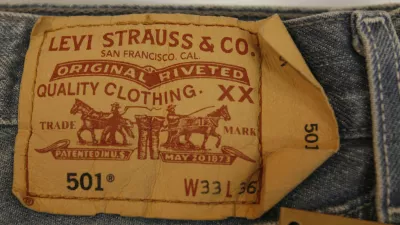 LEVI STRAUSS & CO.
SAN FRANCISCO, CAL.
ORIGINAL RIVETED
QUALITY CLOTHING. XX
TRADE MARK
PATENTED IN U.S. MAY 20 1873
501® W33 L36
501